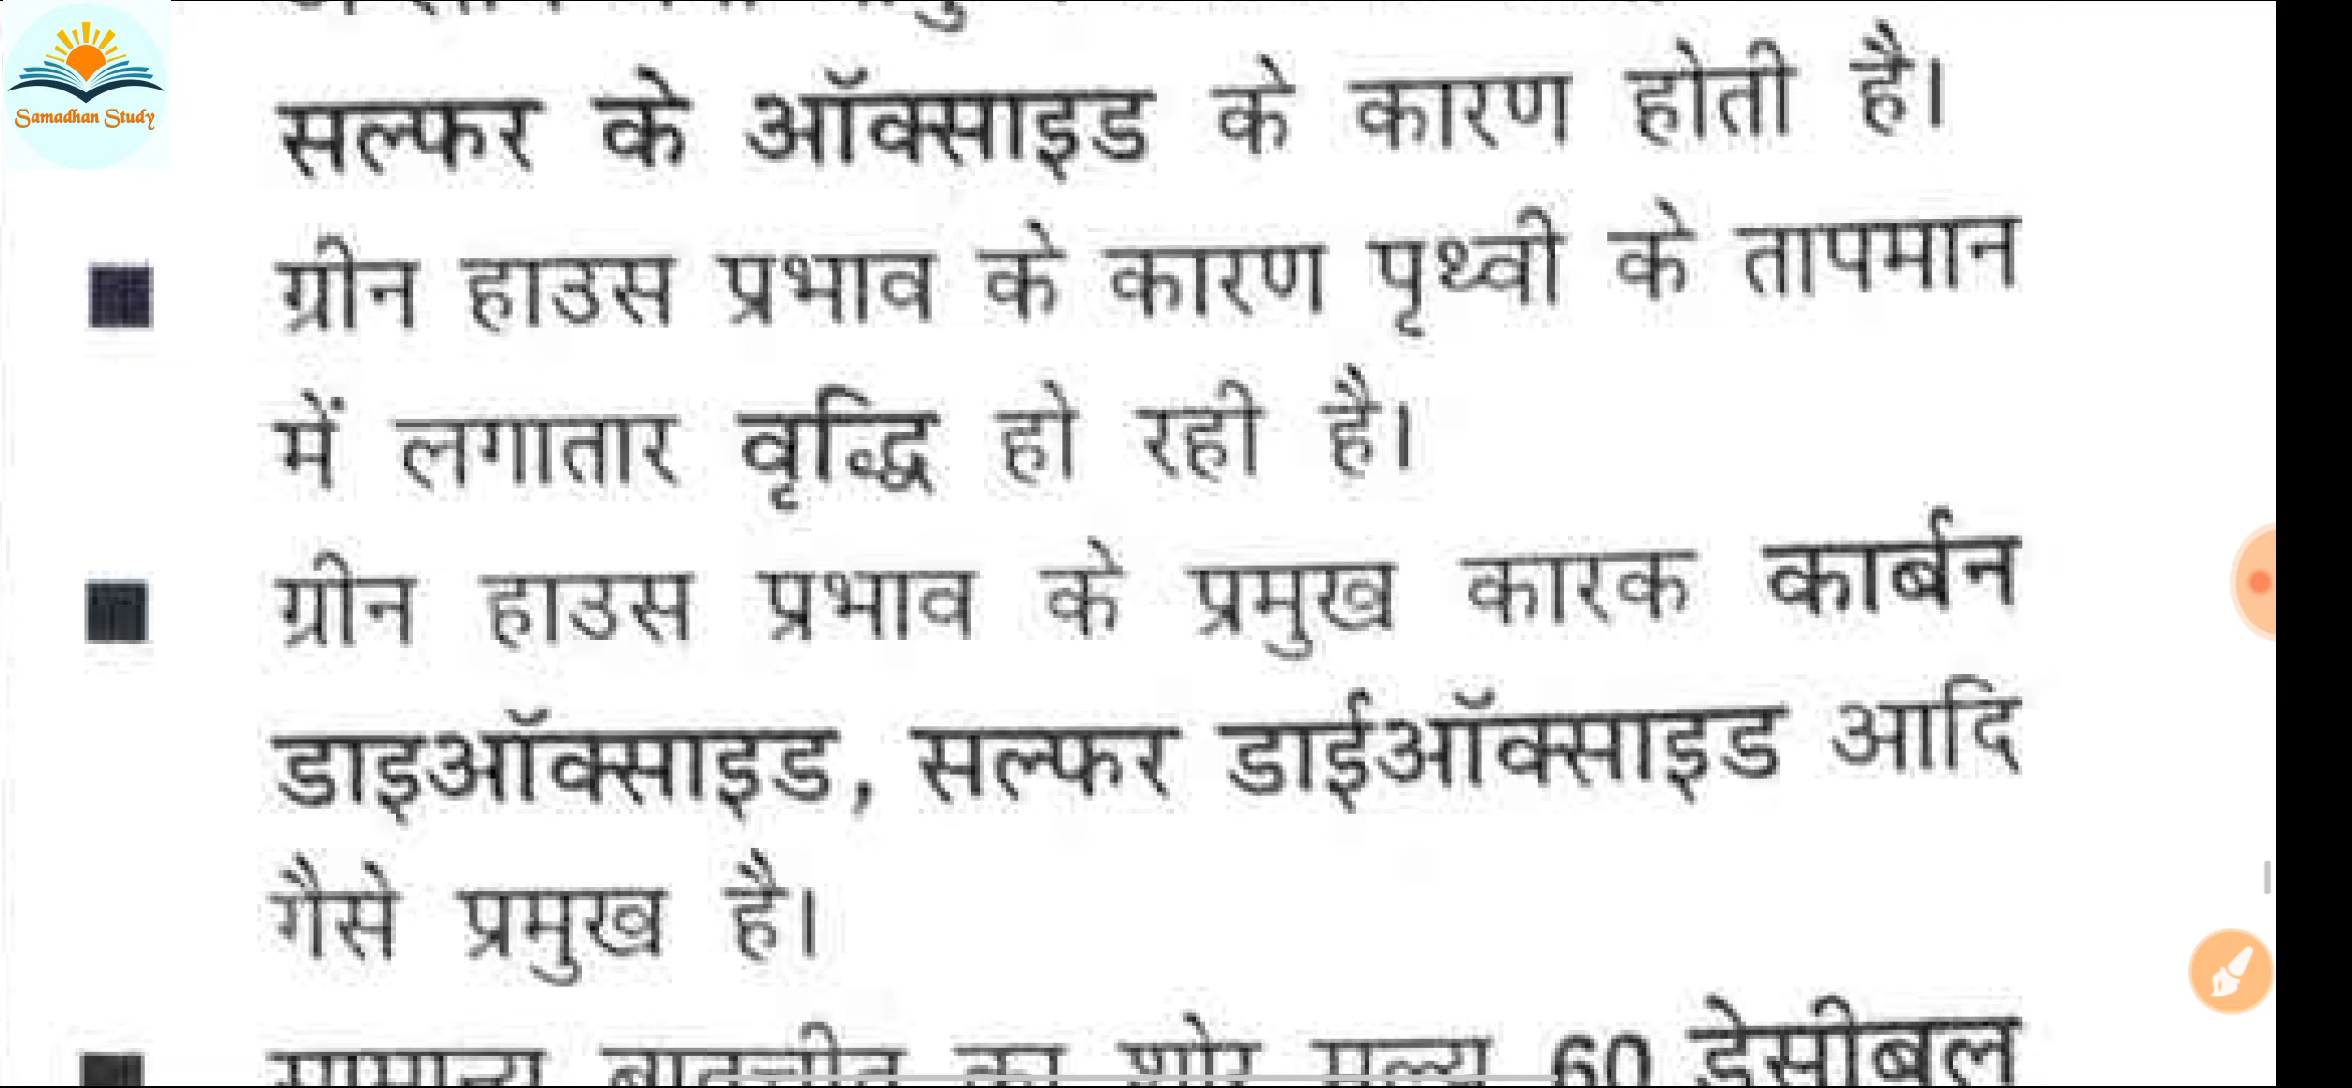 Samadhan Study
सल्फर के ऑक्साइड के कारण होती है।
ग्रीन हाउस प्रभाव के कारण पृथ्वी के तापमान
में लगातार वृद्धि हो रही है।
ग्रीन हाउस प्रभाव के प्रमुख कारक कार्बन
डाइऑक्साइड, सल्फर डाईऑक्साइड आदि
गैसे प्रमुख है।
सामान्य बातचीत का शोर मूल्य 60 डेसीबल